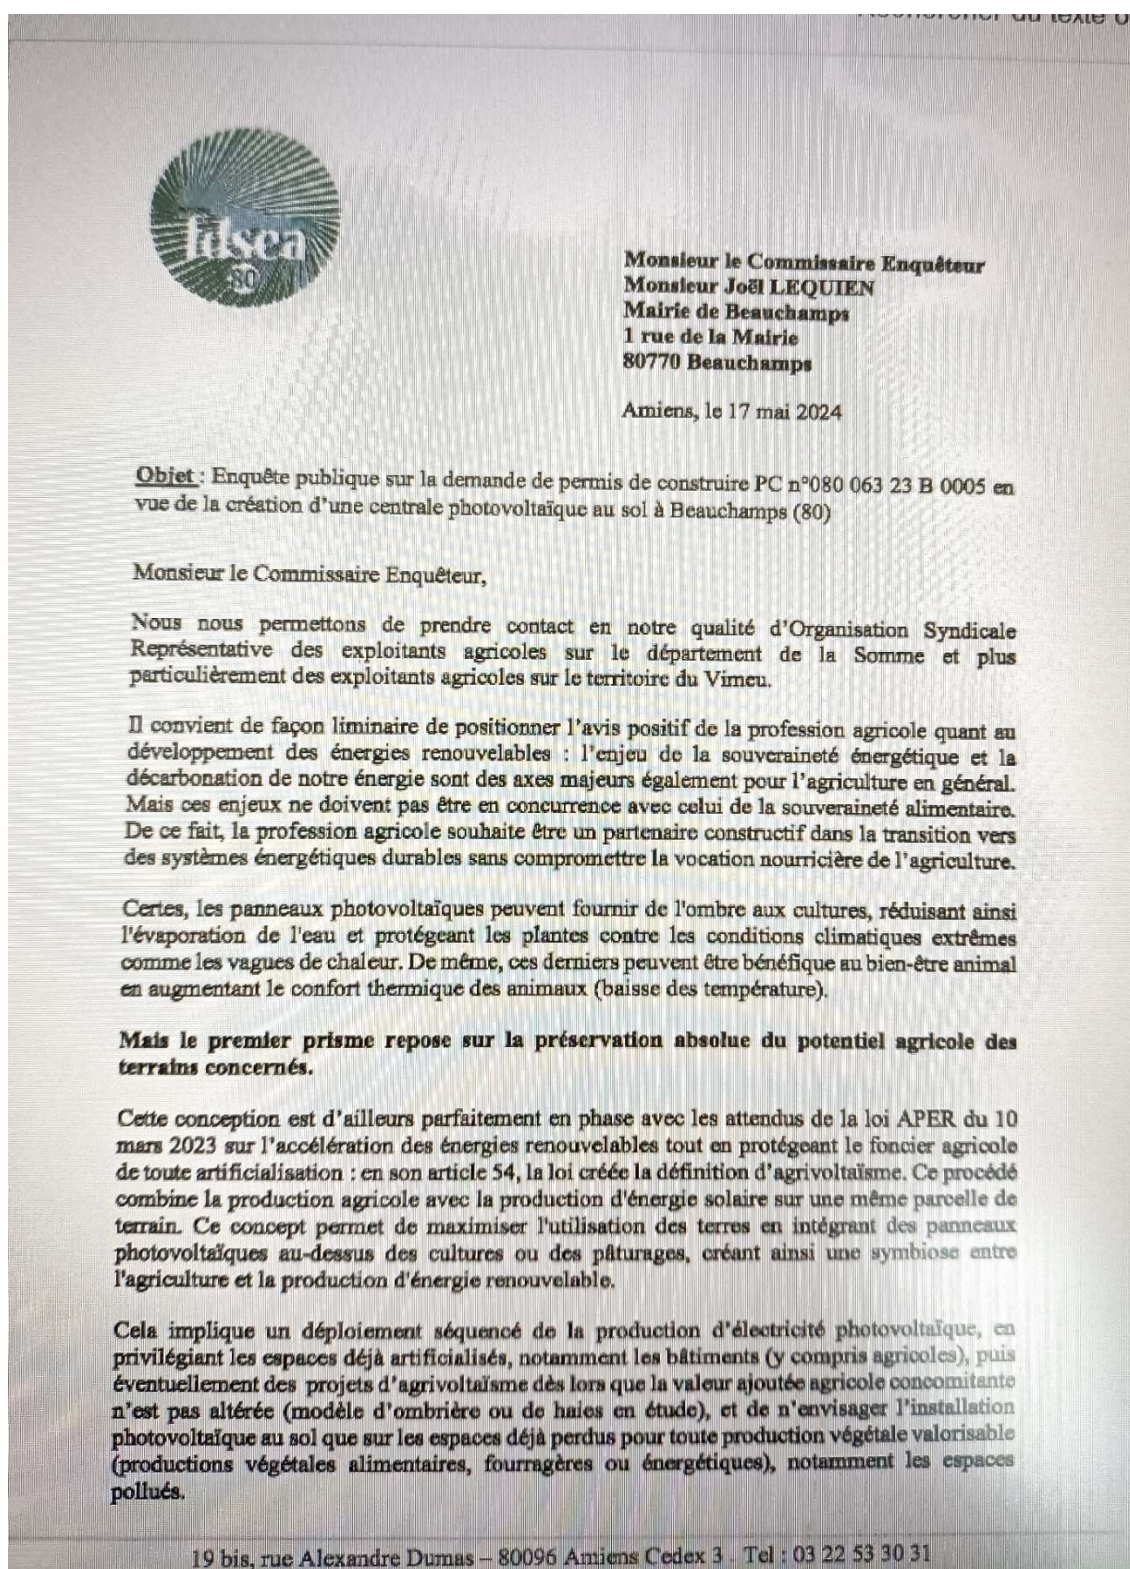 Rechercher du texte o
fdsea
80
Monsieur le Commissaire Enquêteur
Monsieur Joël LEQUIEN
Mairie de Beauchamps
1 rue de la Mairie
80770 Beauchamps
Amiens, le 17 mai 2024
Objet : Enquête publique sur la demande de permis de construire PC n°080 063 23 B 0005 en
vue de la création d'une centrale photovoltaïque au sol à Beauchamps (80)
Monsieur le Commissaire Enquêteur,
Nous nous permettons de prendre contact en notre qualité d'Organisation Syndicale
Représentative des exploitants agricoles sur le département de la Somme et plus
particulièrement des exploitants agricoles sur le territoire du Vimeu.
Il convient de façon liminaire de positionner l'avis positif de la profession agricole quant au
développement des énergies renouvelables : l'enjeu de la souveraineté énergétique et la
décarbonation de notre énergie sont des axes majeurs également pour l'agriculture en général.
Mais ces enjeux ne doivent pas être en concurrence avec celui de la souveraineté alimentaire.
De ce fait, la profession agricole souhaite être un partenaire constructif dans la transition vers
des systèmes énergétiques durables sans compromettre la vocation nourricière de l'agriculture.
Certes, les panneaux photovoltaïques peuvent fournir de l'ombre aux cultures, réduisant ainsi
l'évaporation de l'eau et protégeant les plantes contre les conditions climatiques extrêmes
comme les vagues de chaleur. De même, ces derniers peuvent être bénéfique au bien-être animal
en augmentant le confort thermique des animaux (baisse des température).
Mais le premier prisme repose sur la préservation absolue du potentiel agricole des
terrains concernés.
Cette conception est d'ailleurs parfaitement en phase avec les attendus de la loi APER du 10
mars 2023 sur l'accélération des énergies renouvelables tout en protégeant le foncier agricole
de toute artificialisation : en son article 54, la loi créée la définition d'agrivoltaïsme. Ce procédé
combine la production agricole avec la production d'énergie solaire sur une même parcelle de
terrain. Ce concept permet de maximiser l'utilisation des terres en intégrant des panneaux
photovoltaïques au-dessus des cultures ou des pâturages, créant ainsi une symbiose entre
l'agriculture et la production d'énergie renouvelable.
Cela implique un déploiement séquencé de la production d'électricité photovoltaïque, en
privilégiant les espaces déjà artificialisés, notamment les bâtiments (y compris agricoles), puis
éventuellement des projets d'agrivoltaïsme dès lors que la valeur ajoutée agricole concomitante
n'est pas altérée (modèle d'ombrière ou de haies en étude), et de n'envisager l'installation
photovoltaïque au sol que sur les espaces déjà perdus pour toute production végétale valorisable
(productions végétales alimentaires, fourragères ou énergétiques), notamment les espaces
pollués.
19 bis, rue Alexandre Dumas – 80096 Amiens Cedex 3 . Tel : 03 22 53 30 31